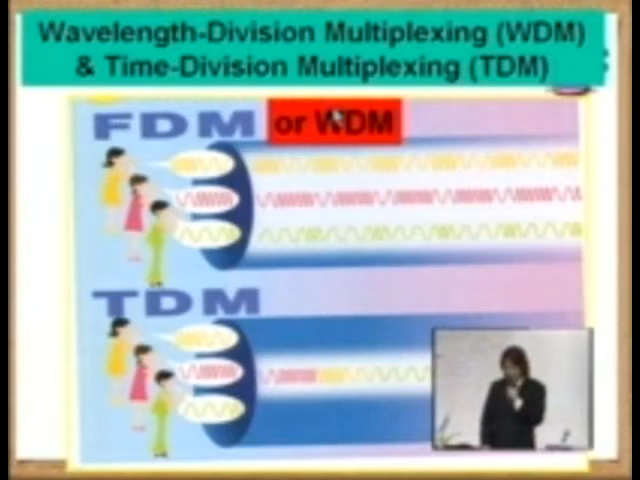 Wavelength-Division Multiplexing (WDM)
& Time-Division Multiplexing (TDM)
FDM or WDM
TDM